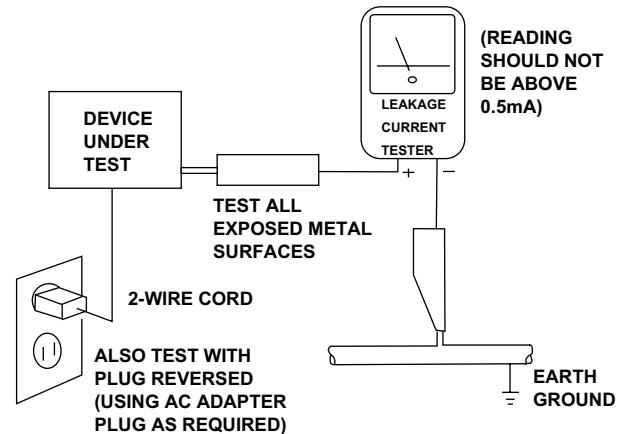 (READING
SHOULD NOT
BE ABOVE
0.5mA)
LEAKAGE
CURRENT
TESTER
+ −
DEVICE
UNDER
TEST
TEST ALL
EXPOSED METAL
SURFACES
2-WIRE CORD
ALSO TEST WITH
PLUG REVERSED
(USING AC ADAPTER
PLUG AS REQUIRED)
EARTH
GROUND